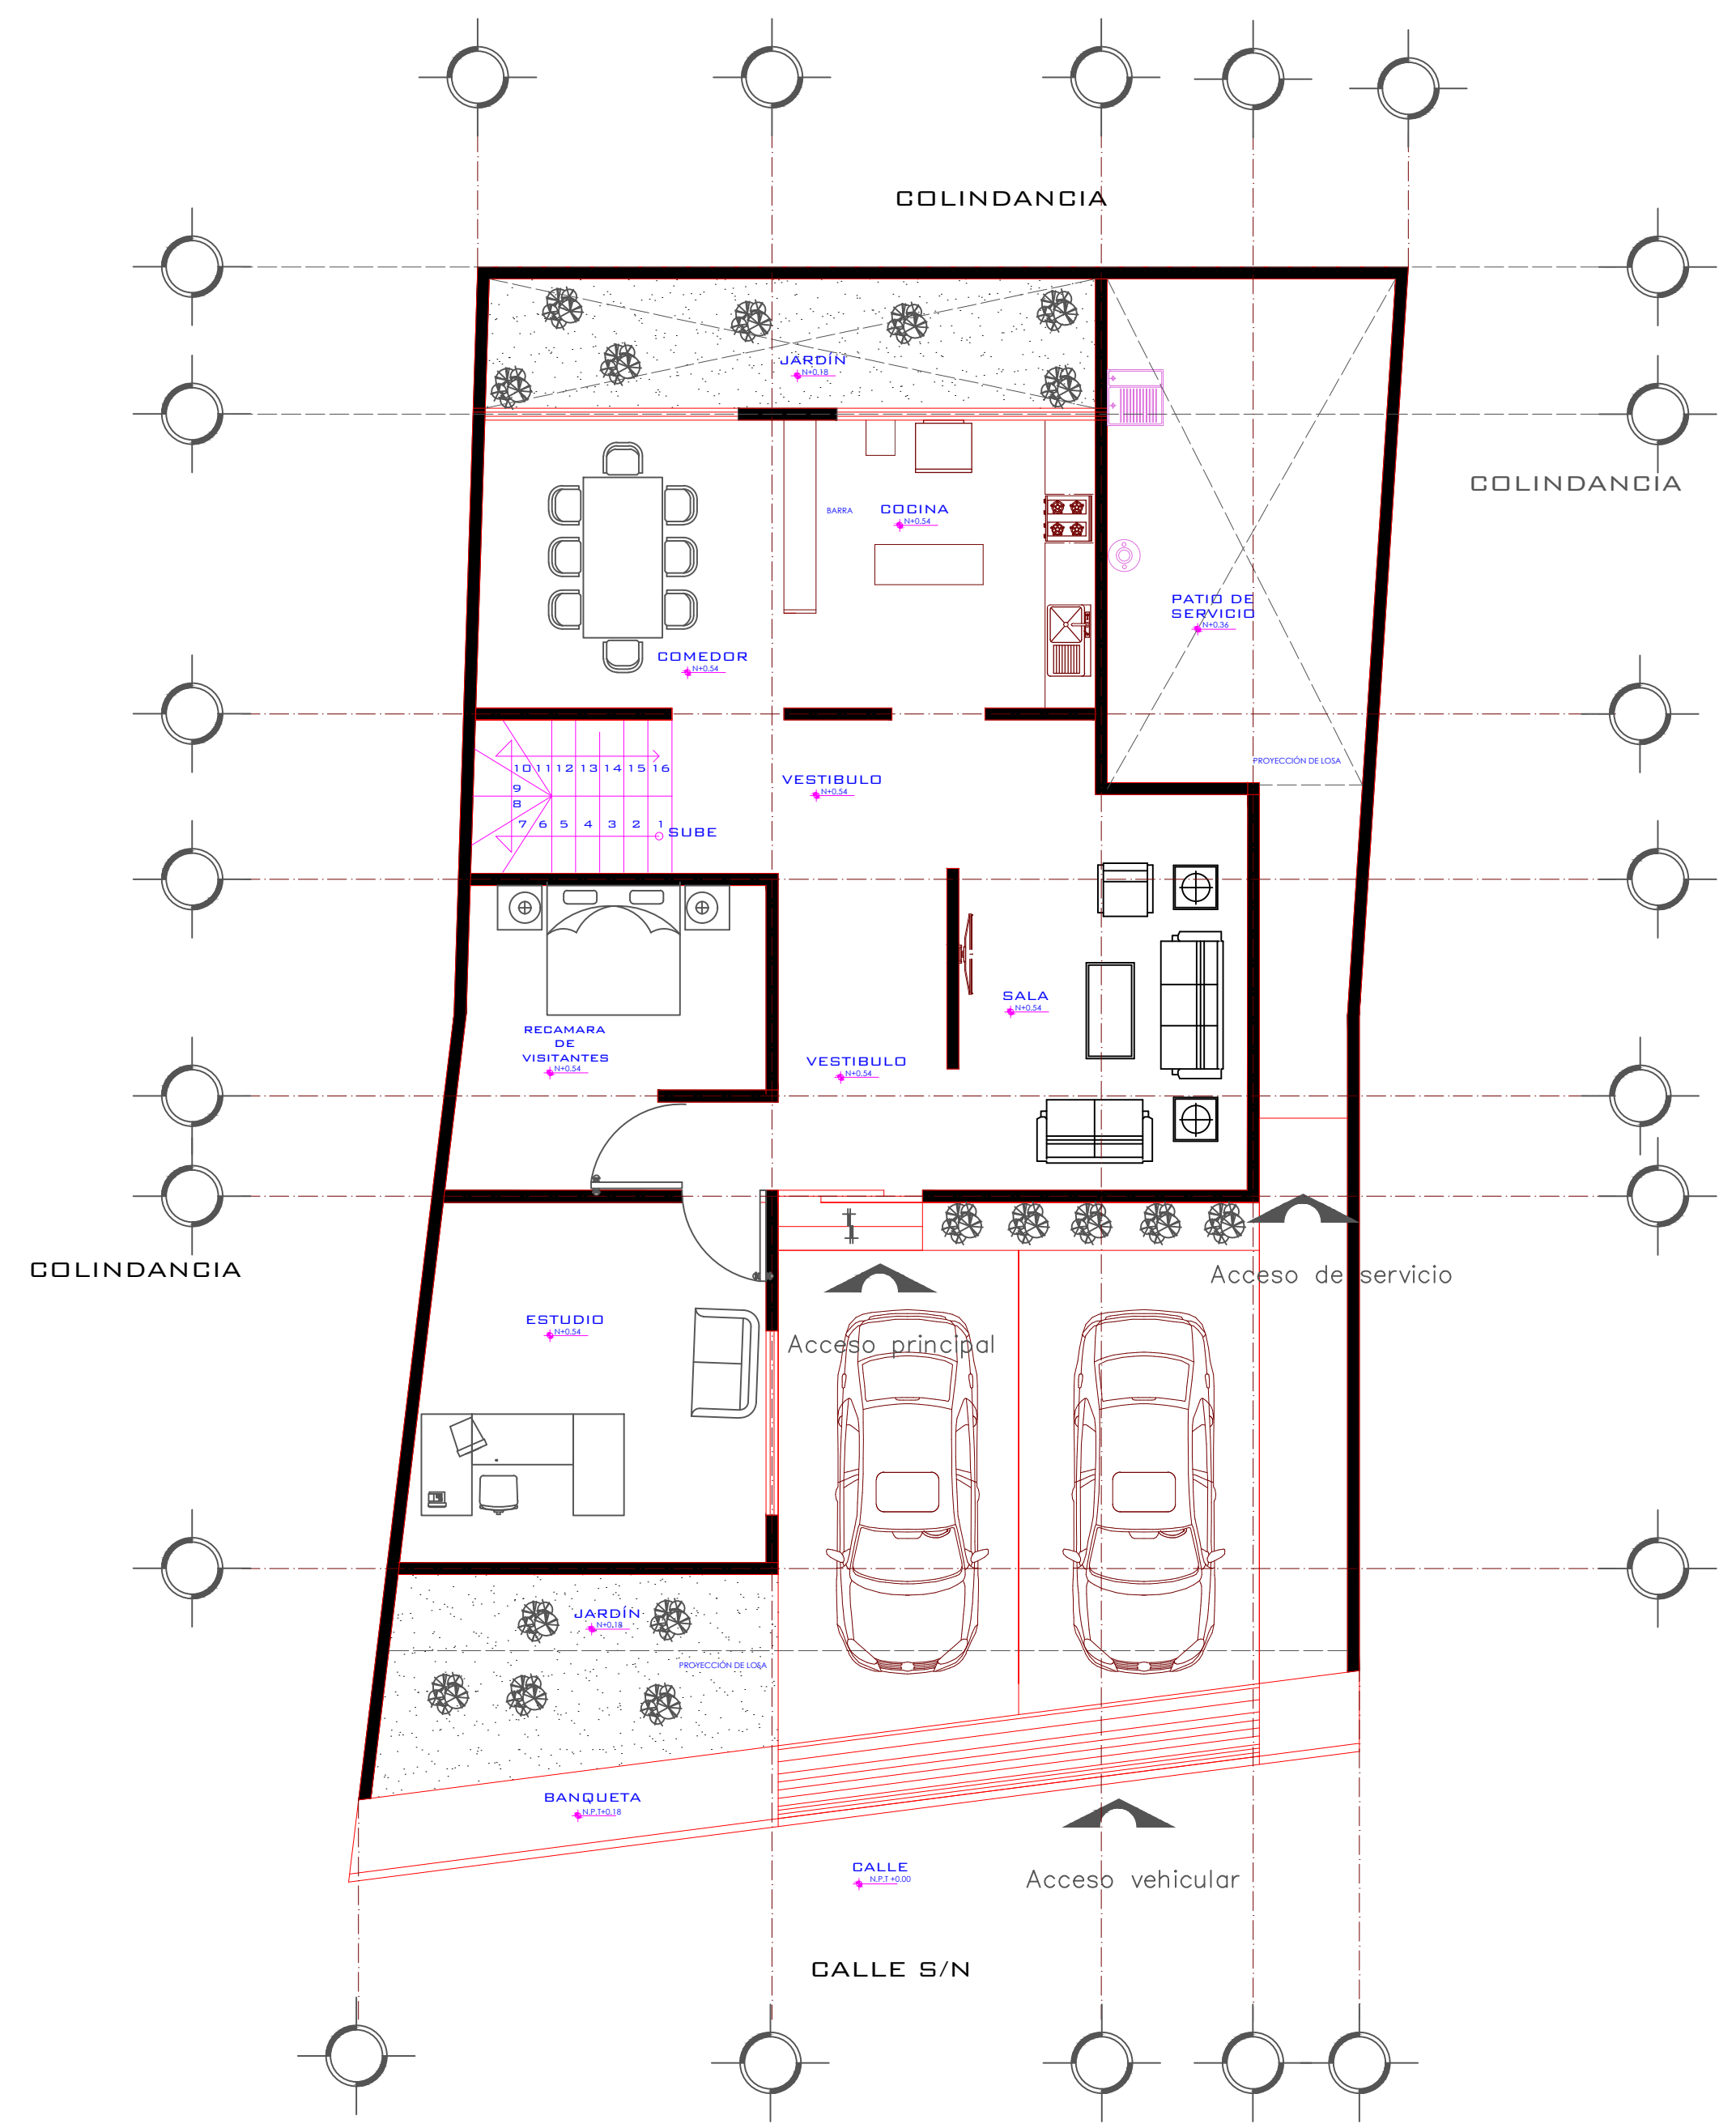 COLINDANCIA
JARDÍN
N+0.18
COLINDANCIA
BARRA
COCINA
N+0.54
PATIO DE
SERVICIO
N+0.36
COMEDOR
N+0.54
PROYECCIÓN DE LOSA
10 11 12 13 14 15 16
9
8
7 6 5 4 3 2 1
SUBE
VESTIBULO
N+0.54
SALA
N+0.54
RECAMARA
DE
VISITANTES
N+0.54
VESTIBULO
N+0.54
COLINDANCIA
Acceso de servicio
ESTUDIO
N+0.54
Acceso principal
JARDÍN
N+0.18
PROYECCIÓN DE LOSA
BANQUETA
N.P.T+0.18
CALLE
N.P.T +0.00
Acceso vehicular
CALLE S/N